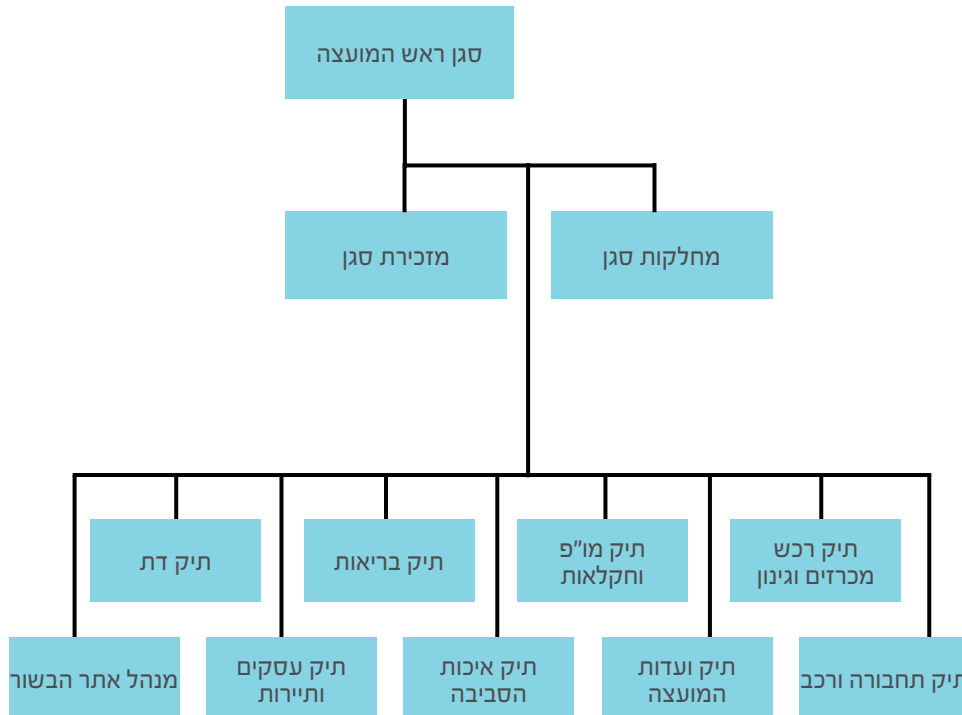 סגן ראש המועצה
מחלקות סגן
מזכירת סגן
תיק רכש
מכרזים וגינון
תיק מו״פ
וחקלאות
תיק בריאות
תיק דת
תיק תחבורה ורכב
תיק ועדות
המועצה
תיק איכות
הסביבה
תיק עסקים
ותיירות
מנהל אתר הבשור